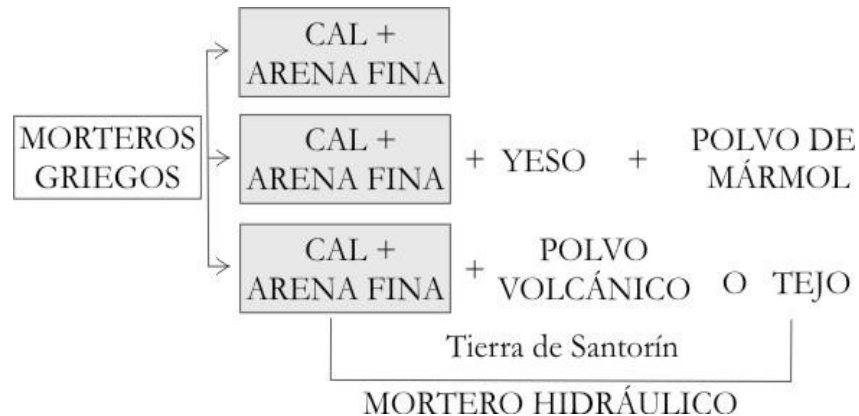 CAL +
ARENA FINA
MORTEROS
GRIEGOS
CAL +
ARENA FINA
+ YESO +
POLVO DE
MÁRMOL
CAL +
ARENA FINA
+
POLVO
VOLCÁNICO
O TEJO
Tierra de Santorín
MORTERO HIDRÁULICO